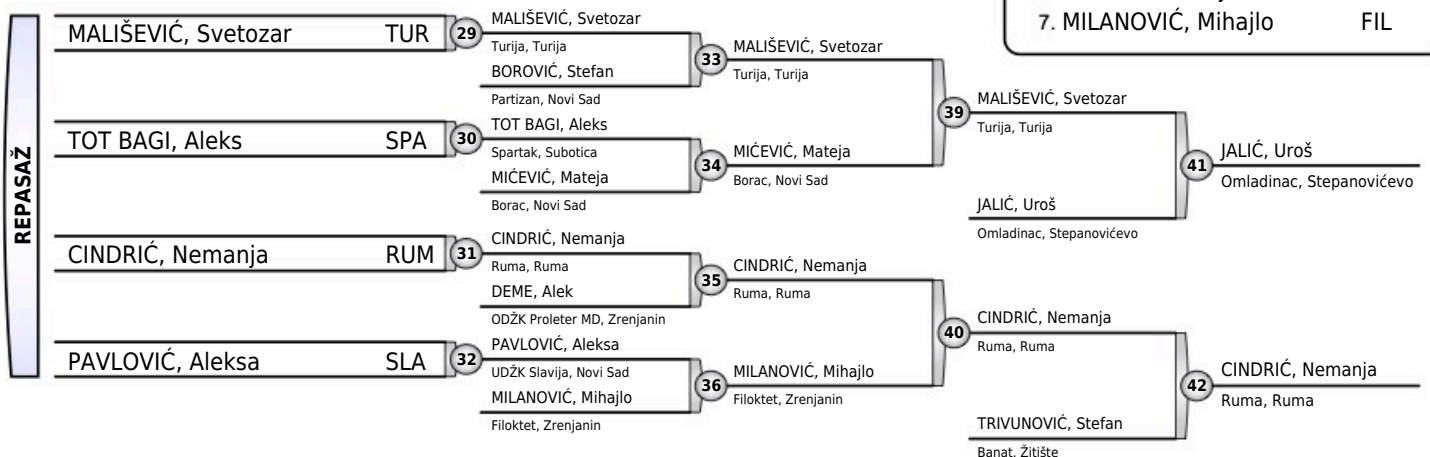 7. MILANOVIĆ, Mihajlo FIL
REPASAŽ
MALIŠEVIĆ, Svetozar TUR
TOT BAGI, Aleks SPA
CINDRIĆ, Nemanja RUM
PAVLOVIĆ, Aleksa SLA
29
MALIŠEVIĆ, Svetozar
Turija, Turija
BOROVIĆ, Stefan
Partizan, Novi Sad
30
TOT BAGI, Aleks
Spartak, Subotica
MIĆEVIĆ, Mateja
Borac, Novi Sad
31
CINDRIĆ, Nemanja
Ruma, Ruma
DEME, Alek
ODŽK Proleter MD, Zrenjanin
32
PAVLOVIĆ, Aleksa
UDŽK Slavija, Novi Sad
MILANOVIĆ, Mihajlo
Filoktet, Zrenjanin
33
MALIŠEVIĆ, Svetozar
Turija, Turija
34
MIĆEVIĆ, Mateja
Borac, Novi Sad
35
CINDRIĆ, Nemanja
Ruma, Ruma
36
MILANOVIĆ, Mihajlo
Filoktet, Zrenjanin
39
MALIŠEVIĆ, Svetozar
Turija, Turija
JALIĆ, Uroš
Omladinac, Stepanovićevo
40
CINDRIĆ, Nemanja
Ruma, Ruma
TRIVUNOVIĆ, Stefan
Banat, Žitište
41
JALIĆ, Uroš
Omladinac, Stepanovićevo
42
CINDRIĆ, Nemanja
Ruma, Ruma